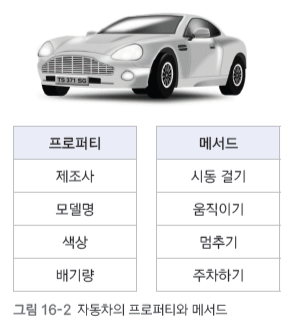 TS 371 SG
프로퍼티
제조사
모델명
색상
배기량
메서드
시동 걸기
움직이기
멈추기
주차하기
그림 16-2 자동차의 프로퍼티와 메서드